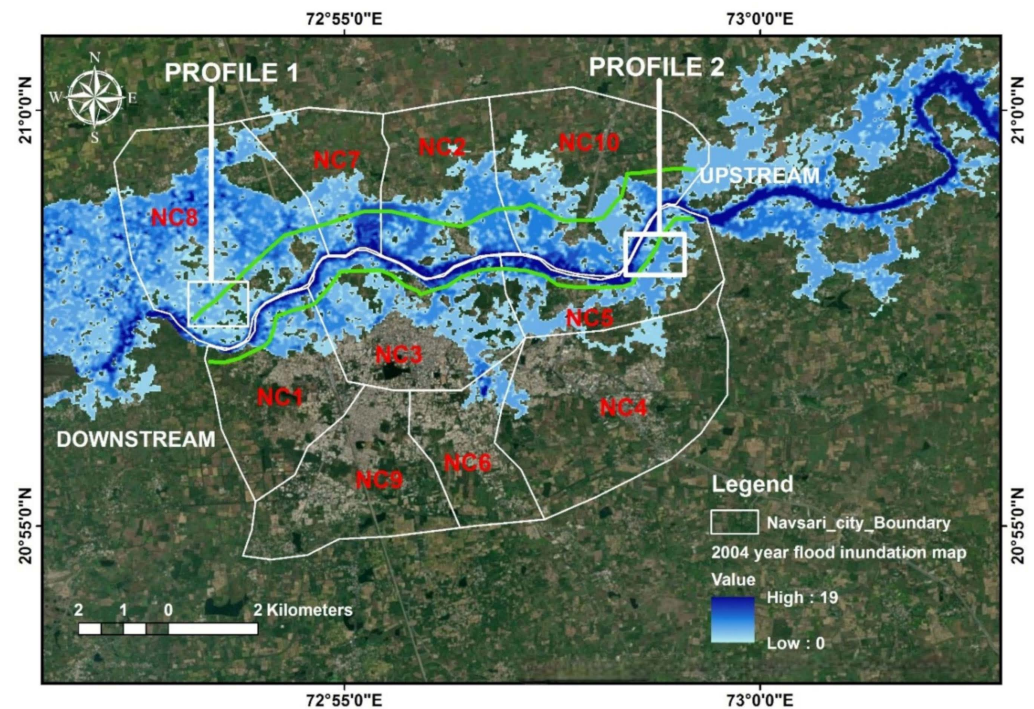 72°55'0"E
73°0'0"E
N
W
E
S
PROFILE 1
PROFILE 2
21°0'0"N
21°0'0"N
NC7
NC2
NC10
UPSTREAM
NC8
NC5
NC3
NC1
NC4
DOWNSTREAM
NC6
NC9
Legend
Navsari_city_Boundary
2004 year flood inundation map
Value
High : 19
Low : 0
20°55'0"N
20°55'0"N
2 1 0 2 Kilometers
72°55'0"E
73°0'0"E